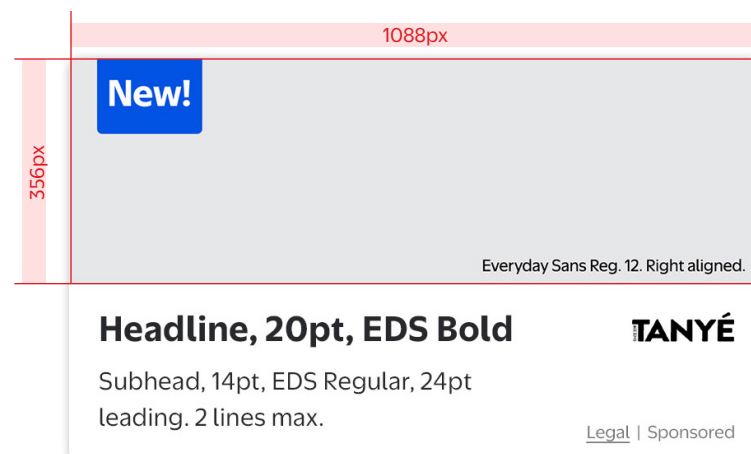 1088px
356px
New!
Everyday Sans Reg. 12. Right aligned.
Headline, 20pt, EDS Bold
TANYÉ
Subhead, 14pt, EDS Regular, 24pt
leading. 2 lines max.
Legal | Sponsored